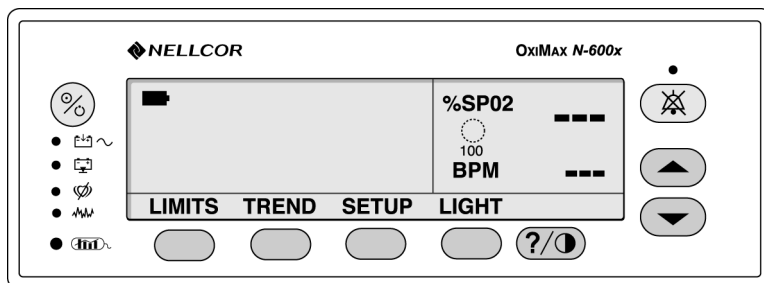 NELLCOR OXIMAX N-600x
%SP02 ---
100
BPM ---
LIMITS TREND SETUP LIGHT
?/